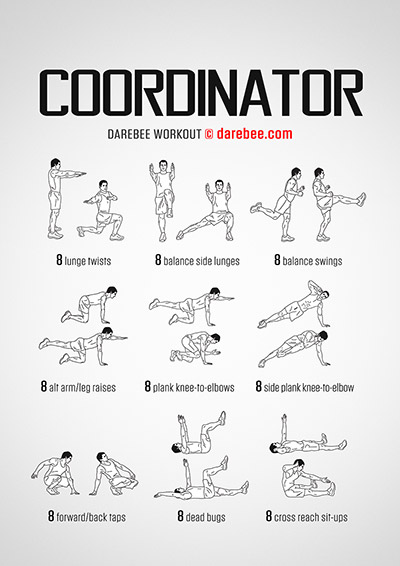 COORDINATOR
DAREBEE WORKOUT © darebee.com
8 lunge twists
8 balance side lunges
8 balance swings
8 alt arm/leg raises
8 plank knee-to-elbows
8 side plank knee-to-elbow
8 forward/back taps
8 dead bugs
8 cross reach sit-ups